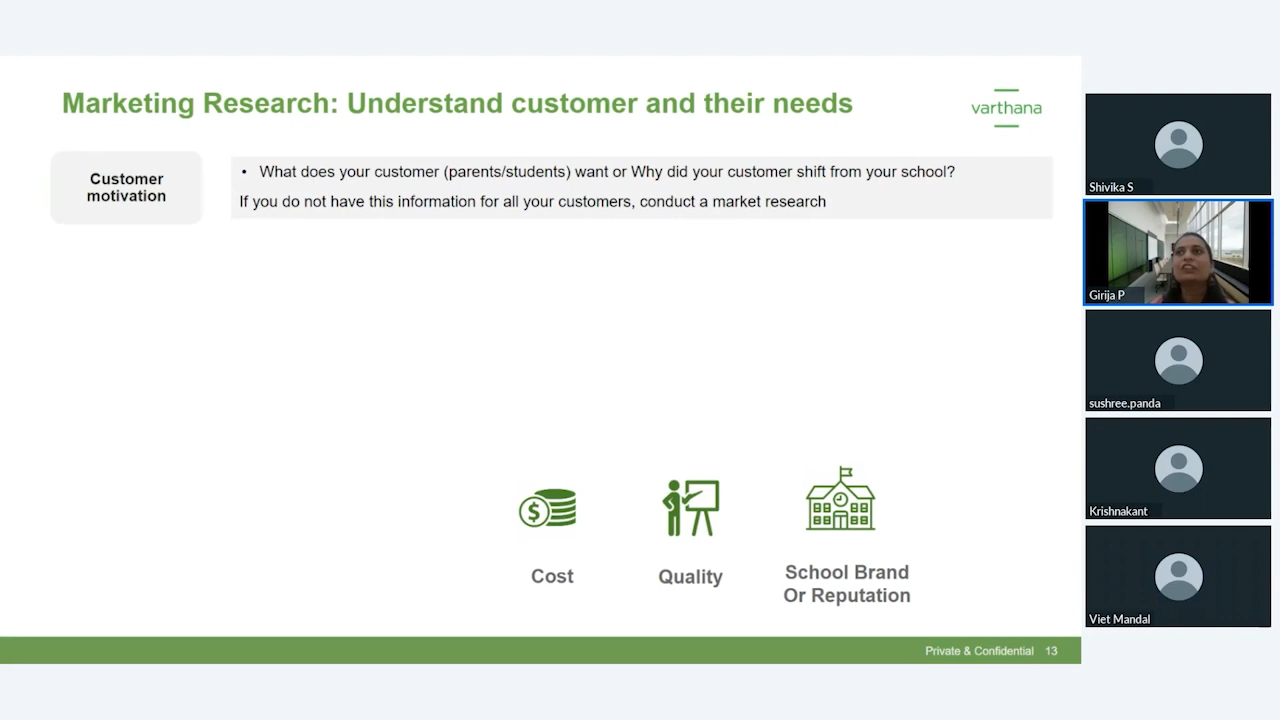 Marketing Research: Understand customer and their needs
varthana
Customer
motivation
• What does your customer (parents/students) want or Why did your customer shift from your school?
If you do not have this information for all your customers, conduct a market research
$
Cost
Quality
School Brand
Or Reputation
Private & Confidential 13
Shivika S
Girija P
sushree.panda
Krishnakant
Viet Mandal